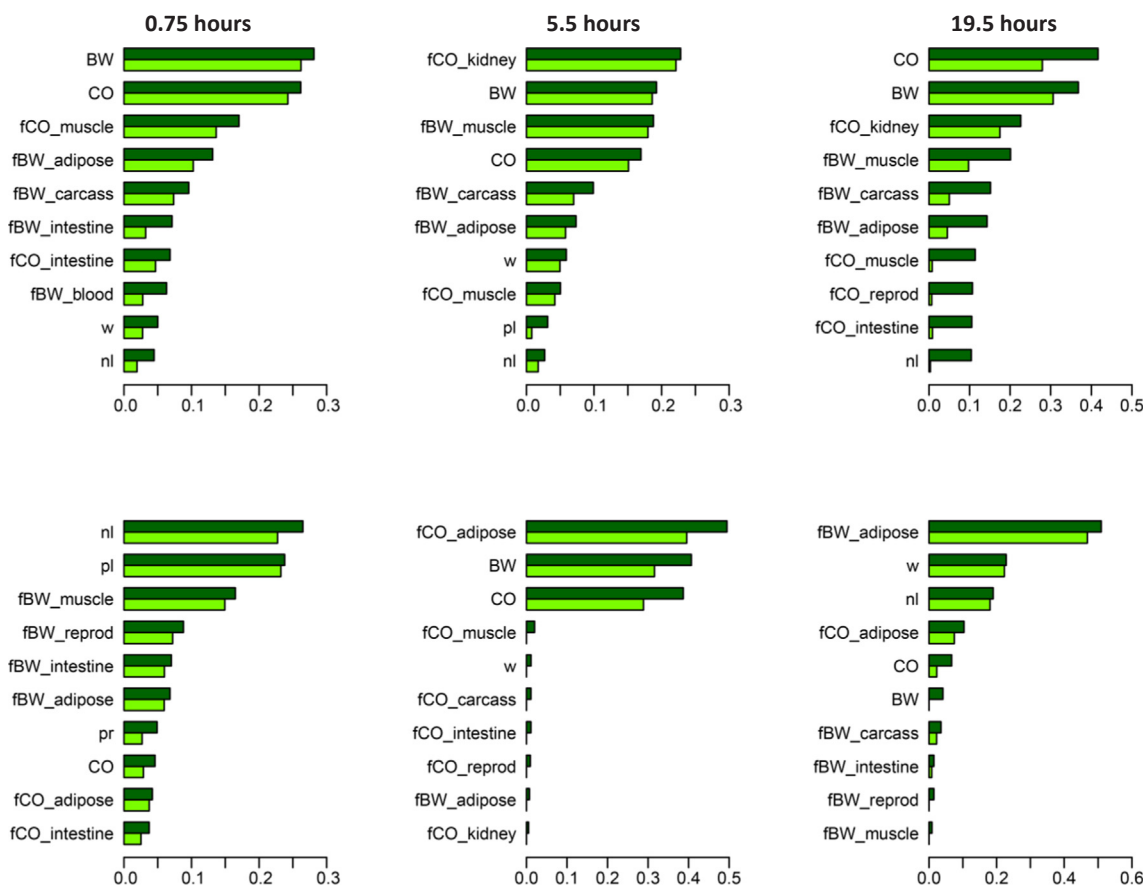 0.75 hours
BW
CO
fCO_muscle
fBW_adipose
fBW_carcass
fBW_intestine
fCO_intestine
fBW_blood
w
nl
0.0 0.1 0.2 0.3
5.5 hours
fCO_kidney
BW
fBW_muscle
CO
fBW_carcass
fBW_adipose
w
fCO_muscle
pl
nl
0.0 0.1 0.2 0.3
19.5 hours
CO
BW
fCO_kidney
fBW_muscle
fBW_carcass
fBW_adipose
fCO_muscle
fCO_reprod
fCO_intestine
nl
0.0 0.1 0.2 0.3 0.4 0.5
nl
pl
fBW_muscle
fBW_reprod
fBW_intestine
fBW_adipose
pr
CO
fCO_adipose
fCO_intestine
0.0 0.1 0.2 0.3
fCO_adipose
BW
CO
fCO_muscle
w
fCO_carcass
fCO_intestine
fCO_reprod
fBW_adipose
fCO_kidney
0.0 0.1 0.2 0.3 0.4 0.5
fBW_adipose
w
nl
fCO_adipose
CO
BW
fBW_carcass
fBW_intestine
fBW_reprod
fBW_muscle
0.0 0.2 0.4 0.6